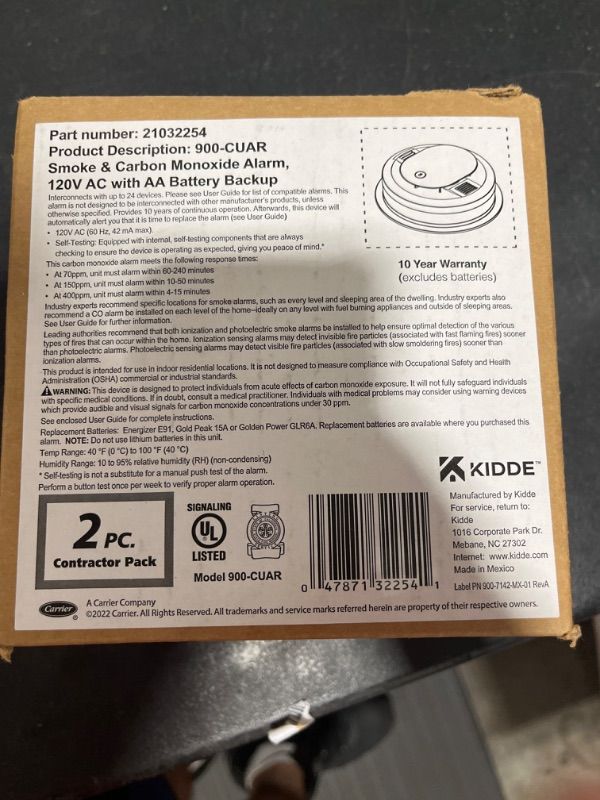 Part number: 21032254
Product Description: 900-CUAR
Smoke & Carbon Monoxide Alarm,
120V AC with AA Battery Backup
Interconnects with up to 24 devices. Please see User Guide for list of compatible alarms. This
alarm is not designed to be interconnected with other manufacturer's products, unless
otherwise specified. Provides 10 years of continuous operation. Afterwards, this device will
automatically alert you that it is time to replace the alarm (see User Guide)
• 120V AC (60 Hz, 42 mA max).
• Self-Testing: Equipped with internal, self-testing components that are always
checking to ensure the device is operating as expected, giving you peace of mind.*
This carbon monoxide alarm meets the following response times:
• At 70ppm, unit must alarm within 60-240 minutes
• At 150ppm, unit must alarm within 10-50 minutes
• At 400ppm, unit must alarm within 4-15 minutes
10 Year Warranty
(excludes batteries)
Industry experts recommend specific locations for smoke alarms, such as every level and sleeping area of the dwelling. Industry experts also
recommend a CO alarm be installed on each level of the home–ideally on any level with fuel burning appliances and outside of sleeping areas.
See User Guide for further information.
Leading authorities recommend that both ionization and photoelectric smoke alarms be installed to help ensure optimal detection of the various
types of fires that can occur within the home. Ionization sensing alarms may detect invisible fire particles (associated with fast flaming fires) sooner
than photoelectric alarms. Photoelectric sensing alarms may detect visible fire particles (associated with slow smoldering fires) sooner than
ionization alarms.
This product is intended for use in indoor residential locations. It is not designed to measure compliance with Occupational Safety and Health
Administration (OSHA) commercial or industrial standards.
WARNING: This device is designed to protect individuals from acute effects of carbon monoxide exposure. It will not fully safeguard individuals
with specific medical conditions. If in doubt, consult a medical practitioner. Individuals with medical problems may consider using warning devices
which provide audible and visual signals for carbon monoxide concentrations under 30 ppm.
See enclosed User Guide for complete instructions.
Replacement Batteries: Energizer E91, Gold Peak 15A or Golden Power GLR6A. Replacement batteries are available where you purchased this
alarm. NOTE: Do not use lithium batteries in this unit.
Temp Range: 40 °F (0 °C) to 100 °F (40 °C)
Humidity Range: 10 to 95% relative humidity (RH) (non-condensing)
* Self-testing is not a substitute for a manual push test of the alarm.
Perform a button test once per week to verify proper alarm operation.
KIDDE™
2 PC.
Contractor Pack
SIGNALING
UL
LISTED
Model 900-CUAR
0 47871 32254 1
Manufactured by Kidde
For service, return to:
Kidde
1016 Corporate Park Dr.
Mebane, NC 27302
Internet: www.kidde.com
Made in Mexico
Label PN 900-7142-MX-01 RevA
Carrier ®
A Carrier Company
©2022 Carrier. All Rights Reserved. All trademarks and service marks referred herein are property of their respective owners.